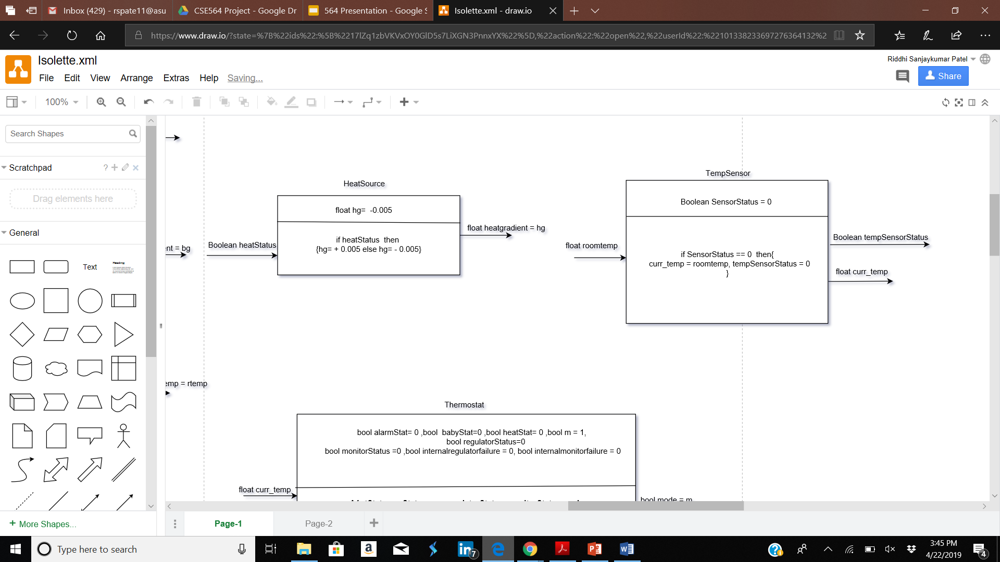 Inbox (429) - rspate11@asu
CSE564 Project - Google Dr
564 Presentation - Google S
Isolette.xml - draw.io
https://www.draw.io/?state=%7B%22ids%22:%5B%2217lZq1zbVKVxOY0GlD5s7LiXGN3PnnxYX%22%5D,%22action%22:%22open%22,%22userId%22:%22101338233697276364132%2
Isolette.xml
Riddhi Sanjaykumar Patel
File Edit View Arrange Extras Help Saving...
Share
100%
Search Shapes
Scratchpad
?
Drag elements here
General
Text
Heading
HeatSource
float hg= -0.005
if heatStatus then
{hg= + 0.005 else hg= - 0.005}
Boolean heatStatus
float heatgradient = hg
= bg
TempSensor
Boolean SensorStatus = 0
float roomtemp
if SensorStatus == 0 then{
curr_temp = roomtemp, tempSensorStatus = 0
}
Boolean tempSensorStatus
float curr_temp
= rtemp
Thermostat
bool alarmStat= 0 ,bool babyStat=0 ,bool heatStat= 0 ,bool m = 1,
bool regulatorStatus=0
bool monitorStatus =0 ,bool internalregulatorfailure = 0, bool internalmonitorfailure = 0
float curr_temp
bool mode = m
More Shapes...
Page-1
Page-2
Type here to search
7
3:45 PM
4/22/2019
4